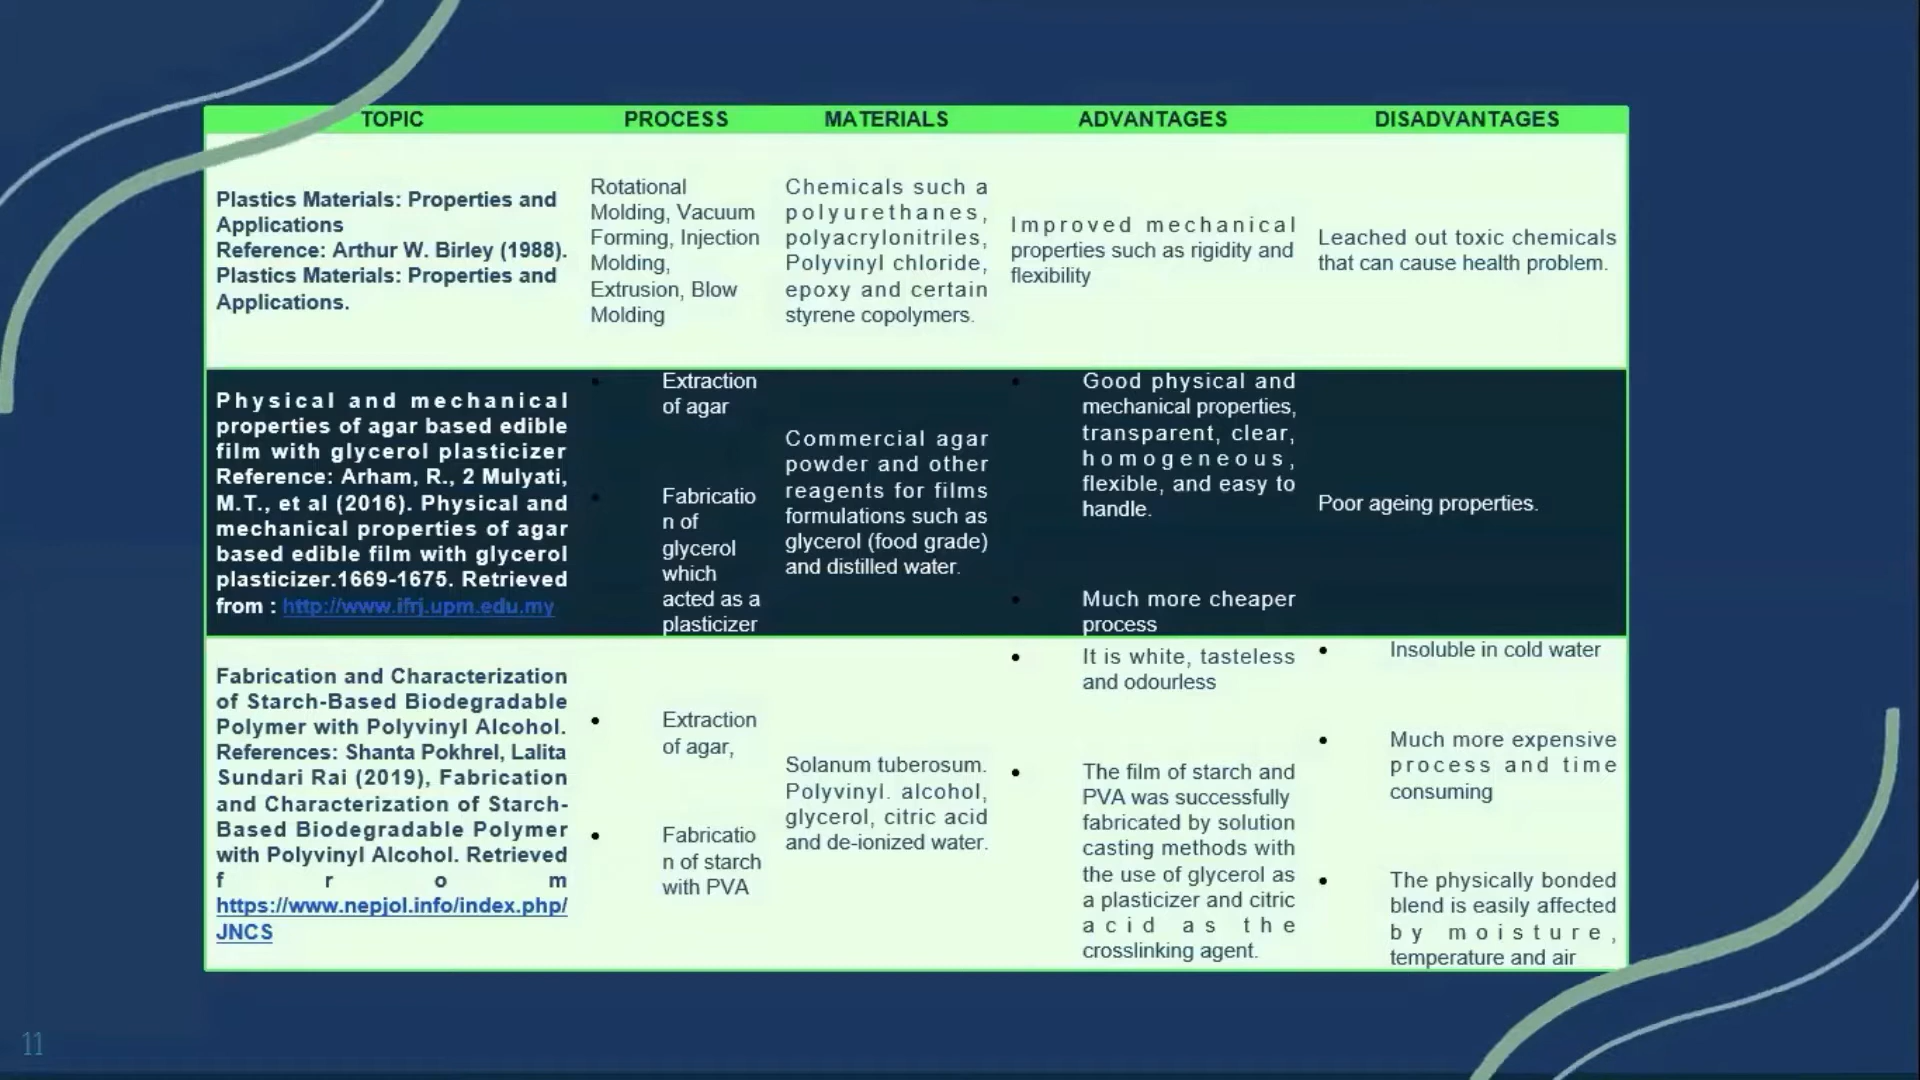 TOPIC PROCESS MATERIALS ADVANTAGES DISADVANTAGES
Plastics Materials: Properties and
Applications
Reference: Arthur W. Birley (1988).
Plastics Materials: Properties and
Applications.
Rotational
Molding, Vacuum
Forming, Injection
Molding,
Extrusion, Blow
Molding
Chemicals such a
polyurethanes,
polyacrylonitriles,
Polyvinyl chloride,
epoxy and certain
styrene copolymers.
Improved mechanical
properties such as rigidity and
flexibility
Leached out toxic chemicals
that can cause health problem.
Physical and mechanical
properties of agar based edible
film with glycerol plasticizer
Reference: Arham, R., 2 Mulyati,
M.T., et al (2016). Physical and
mechanical properties of agar
based edible film with glycerol
plasticizer.1669-1675. Retrieved
from : http://www.ifrj.upm.edu.my
• Extraction
of agar
• Fabricatio
n of
glycerol
which
acted as a
plasticizer
Commercial agar
powder and other
reagents for films
formulations such as
glycerol (food grade)
and distilled water.
• Good physical and
mechanical properties,
transparent, clear,
homogeneous,
flexible, and easy to
handle.
• Much more cheaper
process
Poor ageing properties.
Fabrication and Characterization
of Starch-Based Biodegradable
Polymer with Polyvinyl Alcohol.
References: Shanta Pokhrel, Lalita
Sundari Rai (2019), Fabrication
and Characterization of Starch-
Based Biodegradable Polymer
with Polyvinyl Alcohol. Retrieved
from
https://www.nepjol.info/index.php/
JNCS
• Extraction
of agar,
• Fabricatio
n of starch
with PVA
Solanum tuberosum.
Polyvinyl. alcohol,
glycerol, citric acid
and de-ionized water.
• It is white, tasteless
and odourless
• The film of starch and
PVA was successfully
fabricated by solution
casting methods with
the use of glycerol as
a plasticizer and citric
acid as the
crosslinking agent.
• Insoluble in cold water
• Much more expensive
process and time
consuming
• The physically bonded
blend is easily affected
by moisture,
temperature and air
11